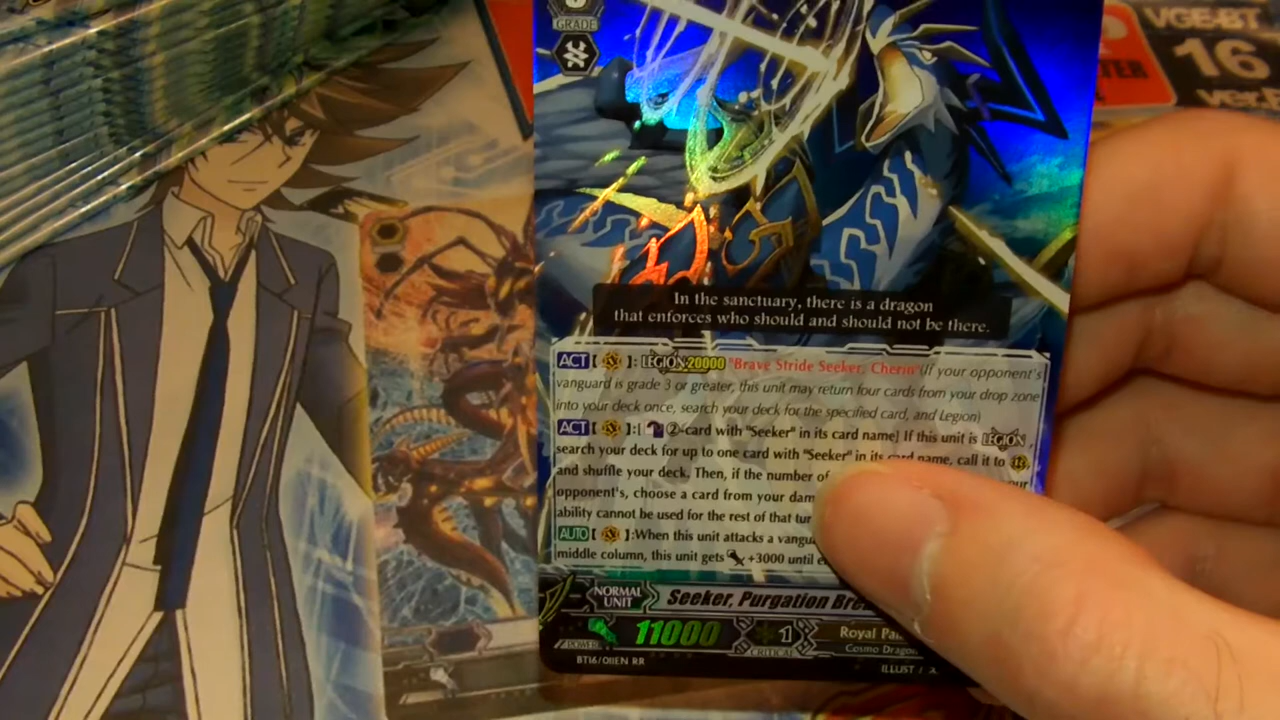 GRADE
VGE-BT
16
In the sanctuary, there is a dragon
that enforces who should and should not be there.
ACT【 】: LEGION 20000 "Brave Stride Seeker, Cherin"(If your opponent's
vanguard is grade 3 or greater, this unit may return four cards from your drop zone
into your deck once, search your deck for the specified card, and Legion)
ACT【 】:[ ②-card with "Seeker" in its card name] If this unit is LEGION
search your deck for up to one card with "Seeker" in its card name, call it to
and shuffle your deck. Then, if the number of
opponent's, choose a card from your
ability cannot be used for the rest of that
AUTO【 】:When this unit attacks a
middle column, this unit gets +3000 until
NORMAL
UNIT
Seeker, Purgation
POWER
11000
CRITICAL
1
Royal
Cosmo
BT16/011EN RR
ILLUST /